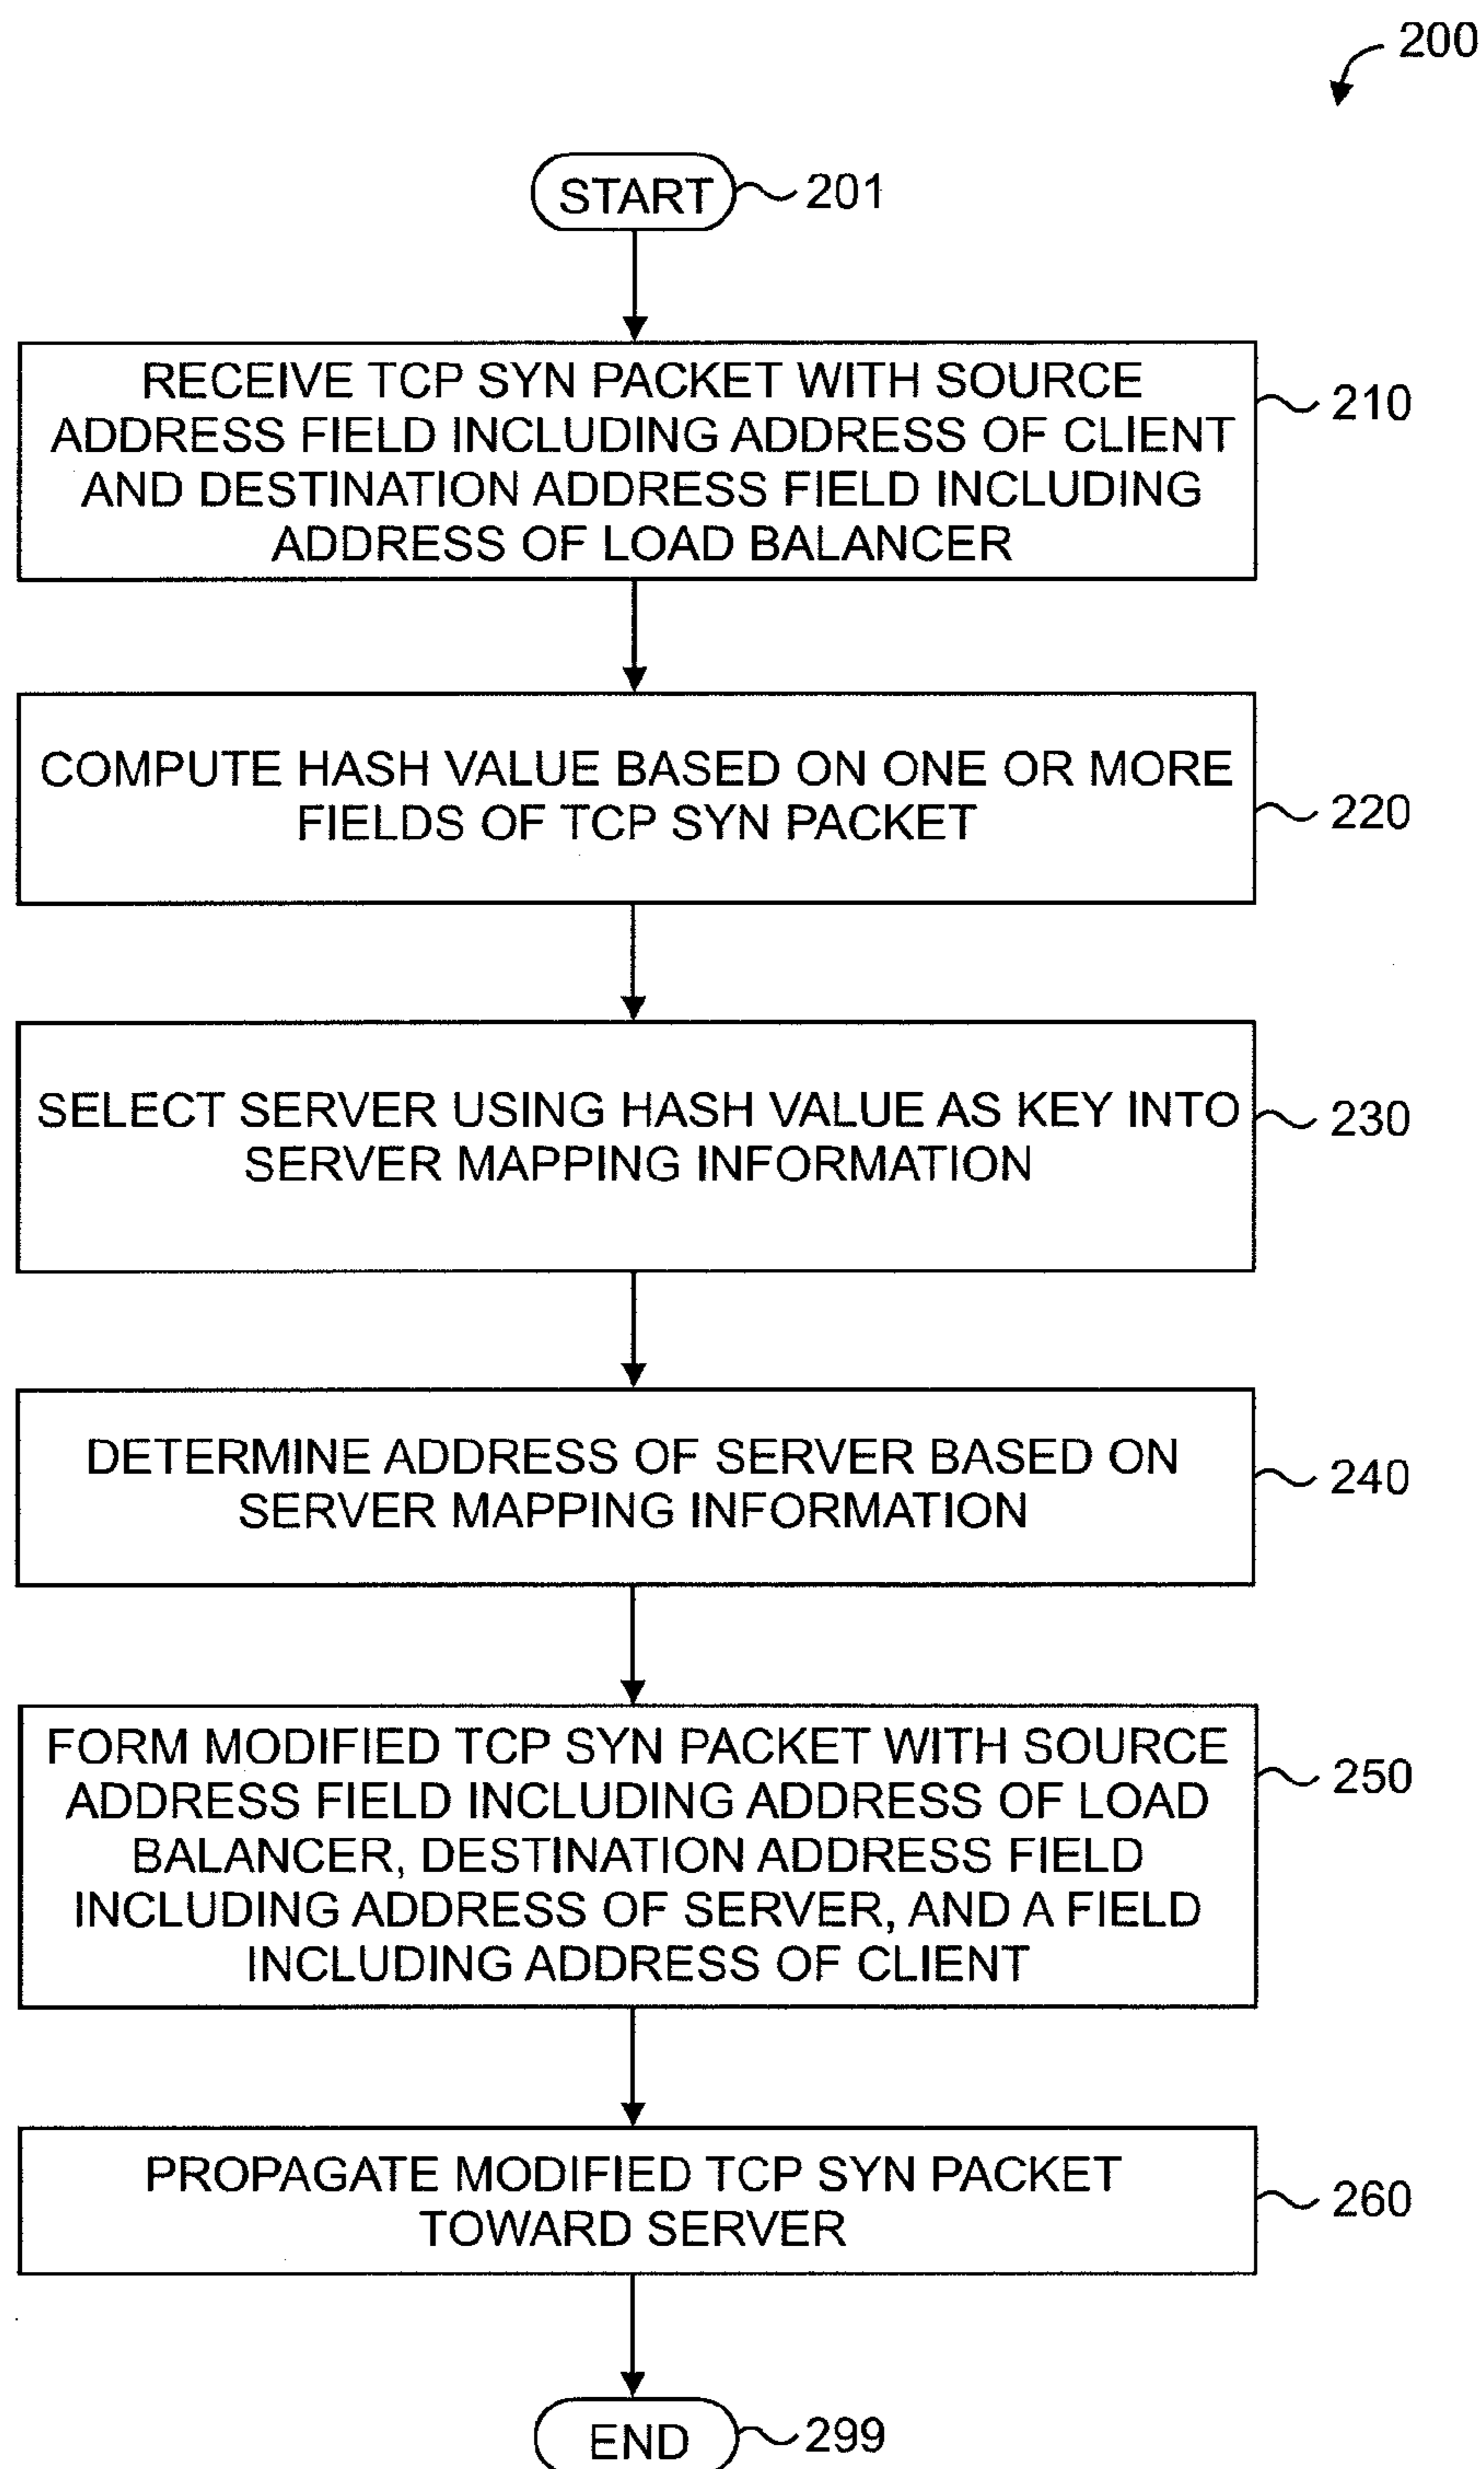 200
START
201
RECEIVE TCP SYN PACKET WITH SOURCE
ADDRESS FIELD INCLUDING ADDRESS OF CLIENT
AND DESTINATION ADDRESS FIELD INCLUDING
ADDRESS OF LOAD BALANCER
210
COMPUTE HASH VALUE BASED ON ONE OR MORE
FIELDS OF TCP SYN PACKET
220
SELECT SERVER USING HASH VALUE AS KEY INTO
SERVER MAPPING INFORMATION
230
DETERMINE ADDRESS OF SERVER BASED ON
SERVER MAPPING INFORMATION
240
FORM MODIFIED TCP SYN PACKET WITH SOURCE
ADDRESS FIELD INCLUDING ADDRESS OF LOAD
BALANCER, DESTINATION ADDRESS FIELD
INCLUDING ADDRESS OF SERVER, AND A FIELD
INCLUDING ADDRESS OF CLIENT
250
PROPAGATE MODIFIED TCP SYN PACKET
TOWARD SERVER
260
END
299